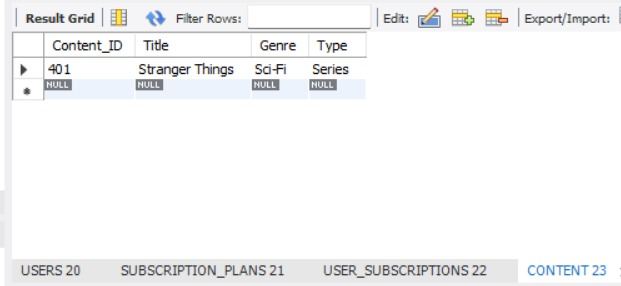 Result Grid Filter Rows: Edit: Export/Import:
Content_ID Title Genre Type
401 Stranger Things Sci-Fi Series
NULL NULL NULL NULL
USERS 20 SUBSCRIPTION_PLANS 21 USER_SUBSCRIPTIONS 22 CONTENT 23